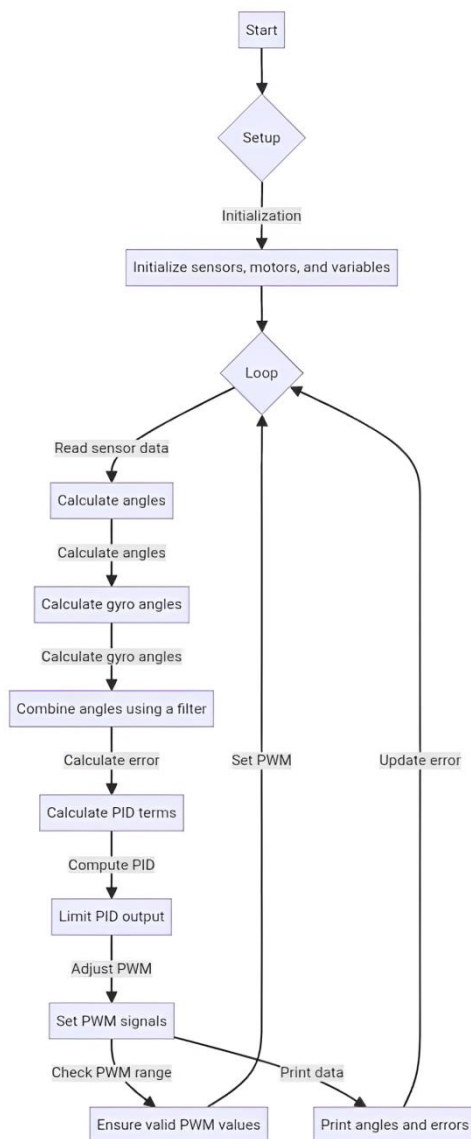 Start
Setup
Initialization
Initialize sensors, motors, and variables
Loop
Read sensor data
Calculate angles
Calculate angles
Calculate gyro angles
Calculate gyro angles
Combine angles using a filter
Calculate error
Set PWM
Update error
Calculate PID terms
Compute PID
Limit PID output
Adjust PWM
Set PWM signals
Check PWM range
Print data
Ensure valid PWM values
Print angles and errors